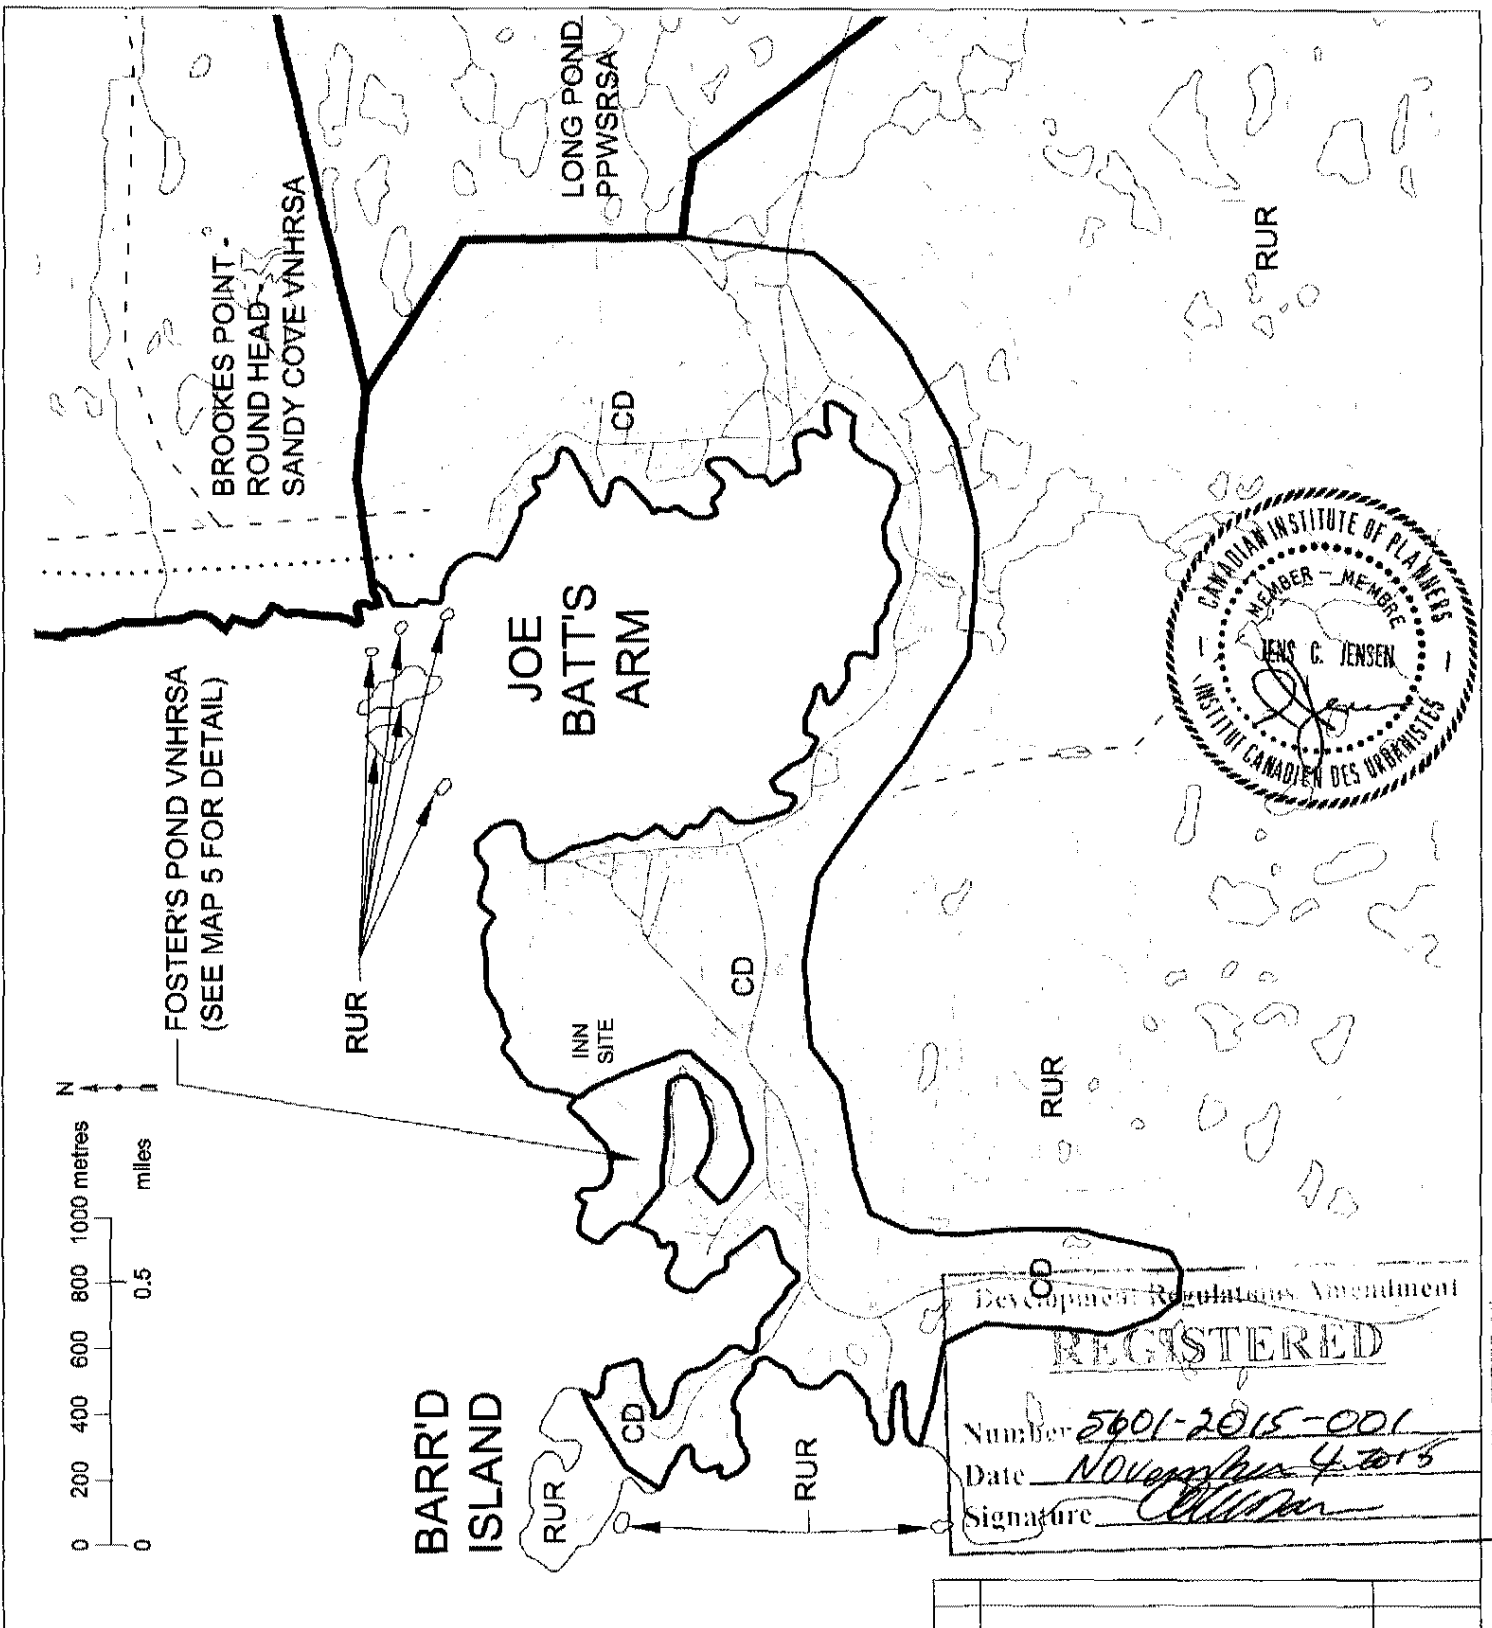 BROOKES POINT -
ROUND HEAD
SANDY COVE VNHRSA
LONG POND
PPWSRSA
FOSTER'S POND VNHRSA
(SEE MAP 5 FOR DETAIL)
RUR
JOE
BATT'S
ARM
CD
RUR
CD
INN
SITE
RUR
N
0 200 400 600 800 1000 metres
0 0.5 miles
BARR'D
ISLAND
RUR
CD
RUR
CD
CANADIAN INSTITUTE OF PLANNERS
MEMBER - MEMBRE
JENS C. JENSEN
INSTITUT CANADIEN DES URBANISTES
Development Regulations Amendment
REGISTERED
Number 5601-2015-001
Date November 4 2015
Signature